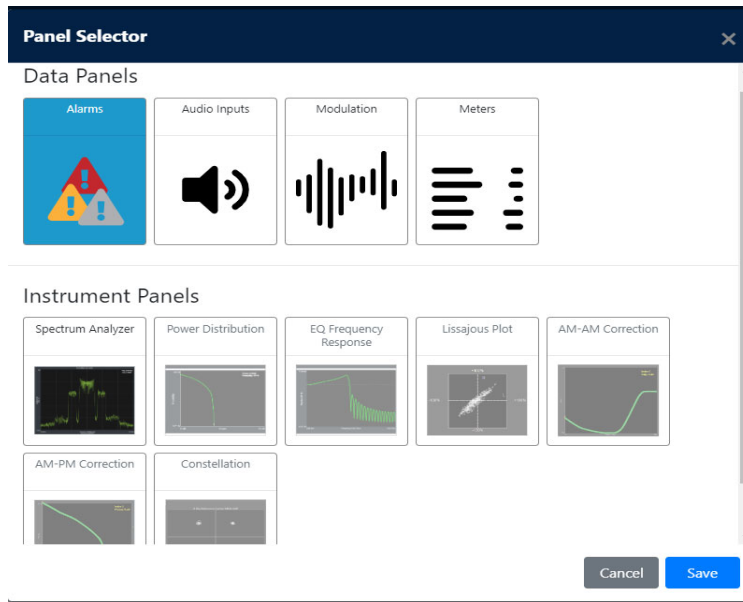 Panel Selector
×
Data Panels
Alarms
Audio Inputs
Modulation
Meters
Instrument Panels
Spectrum Analyzer
Power Distribution
EQ Frequency
Response
Lissajous Plot
AM-AM Correction
AM-PM Correction
Constellation
Cancel
Save